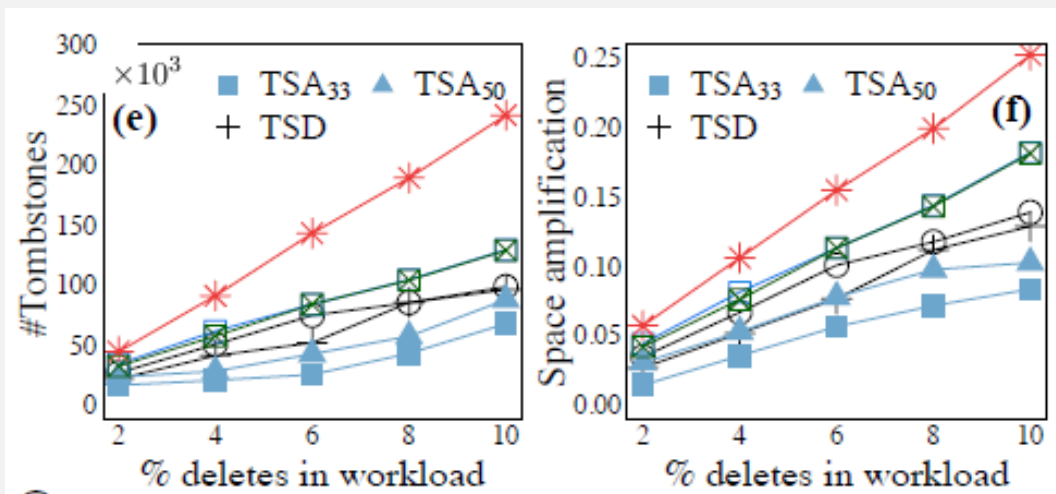 300
×10³
250
200
150
100
50
0
#Tombstones
(e)
TSA33 TSA50
TSD
2 4 6 8 10
% deletes in workload
0.25
0.20
0.15
0.10
0.05
0.00
Space amplification
TSA33 TSA50
TSD
(f)
2 4 6 8 10
% deletes in workload